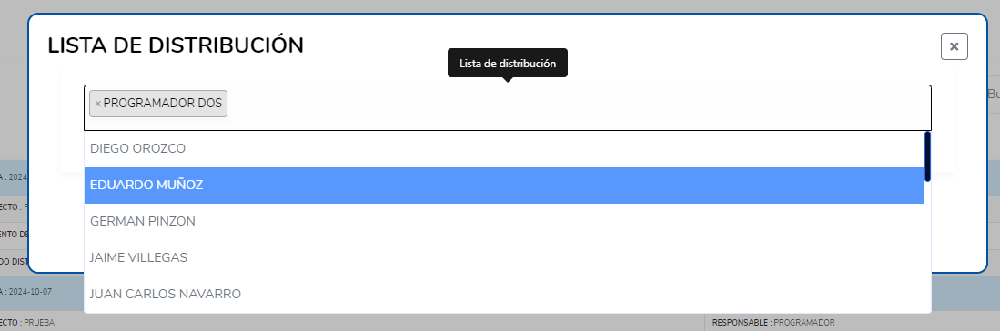 LISTA DE DISTRIBUCIÓN
×
Lista de distribución
Bu
× PROGRAMADOR DOS
DIEGO OROZCO
A : 2024-
EDUARDO MUÑOZ
ECTO : P
GERMAN PINZON
ENTO DE
JAIME VILLEGAS
DO DIST
A : 2024-10-07
JUAN CARLOS NAVARRO
ECTO : PRUEBA
RESPONSABLE : PROGRAMADOR